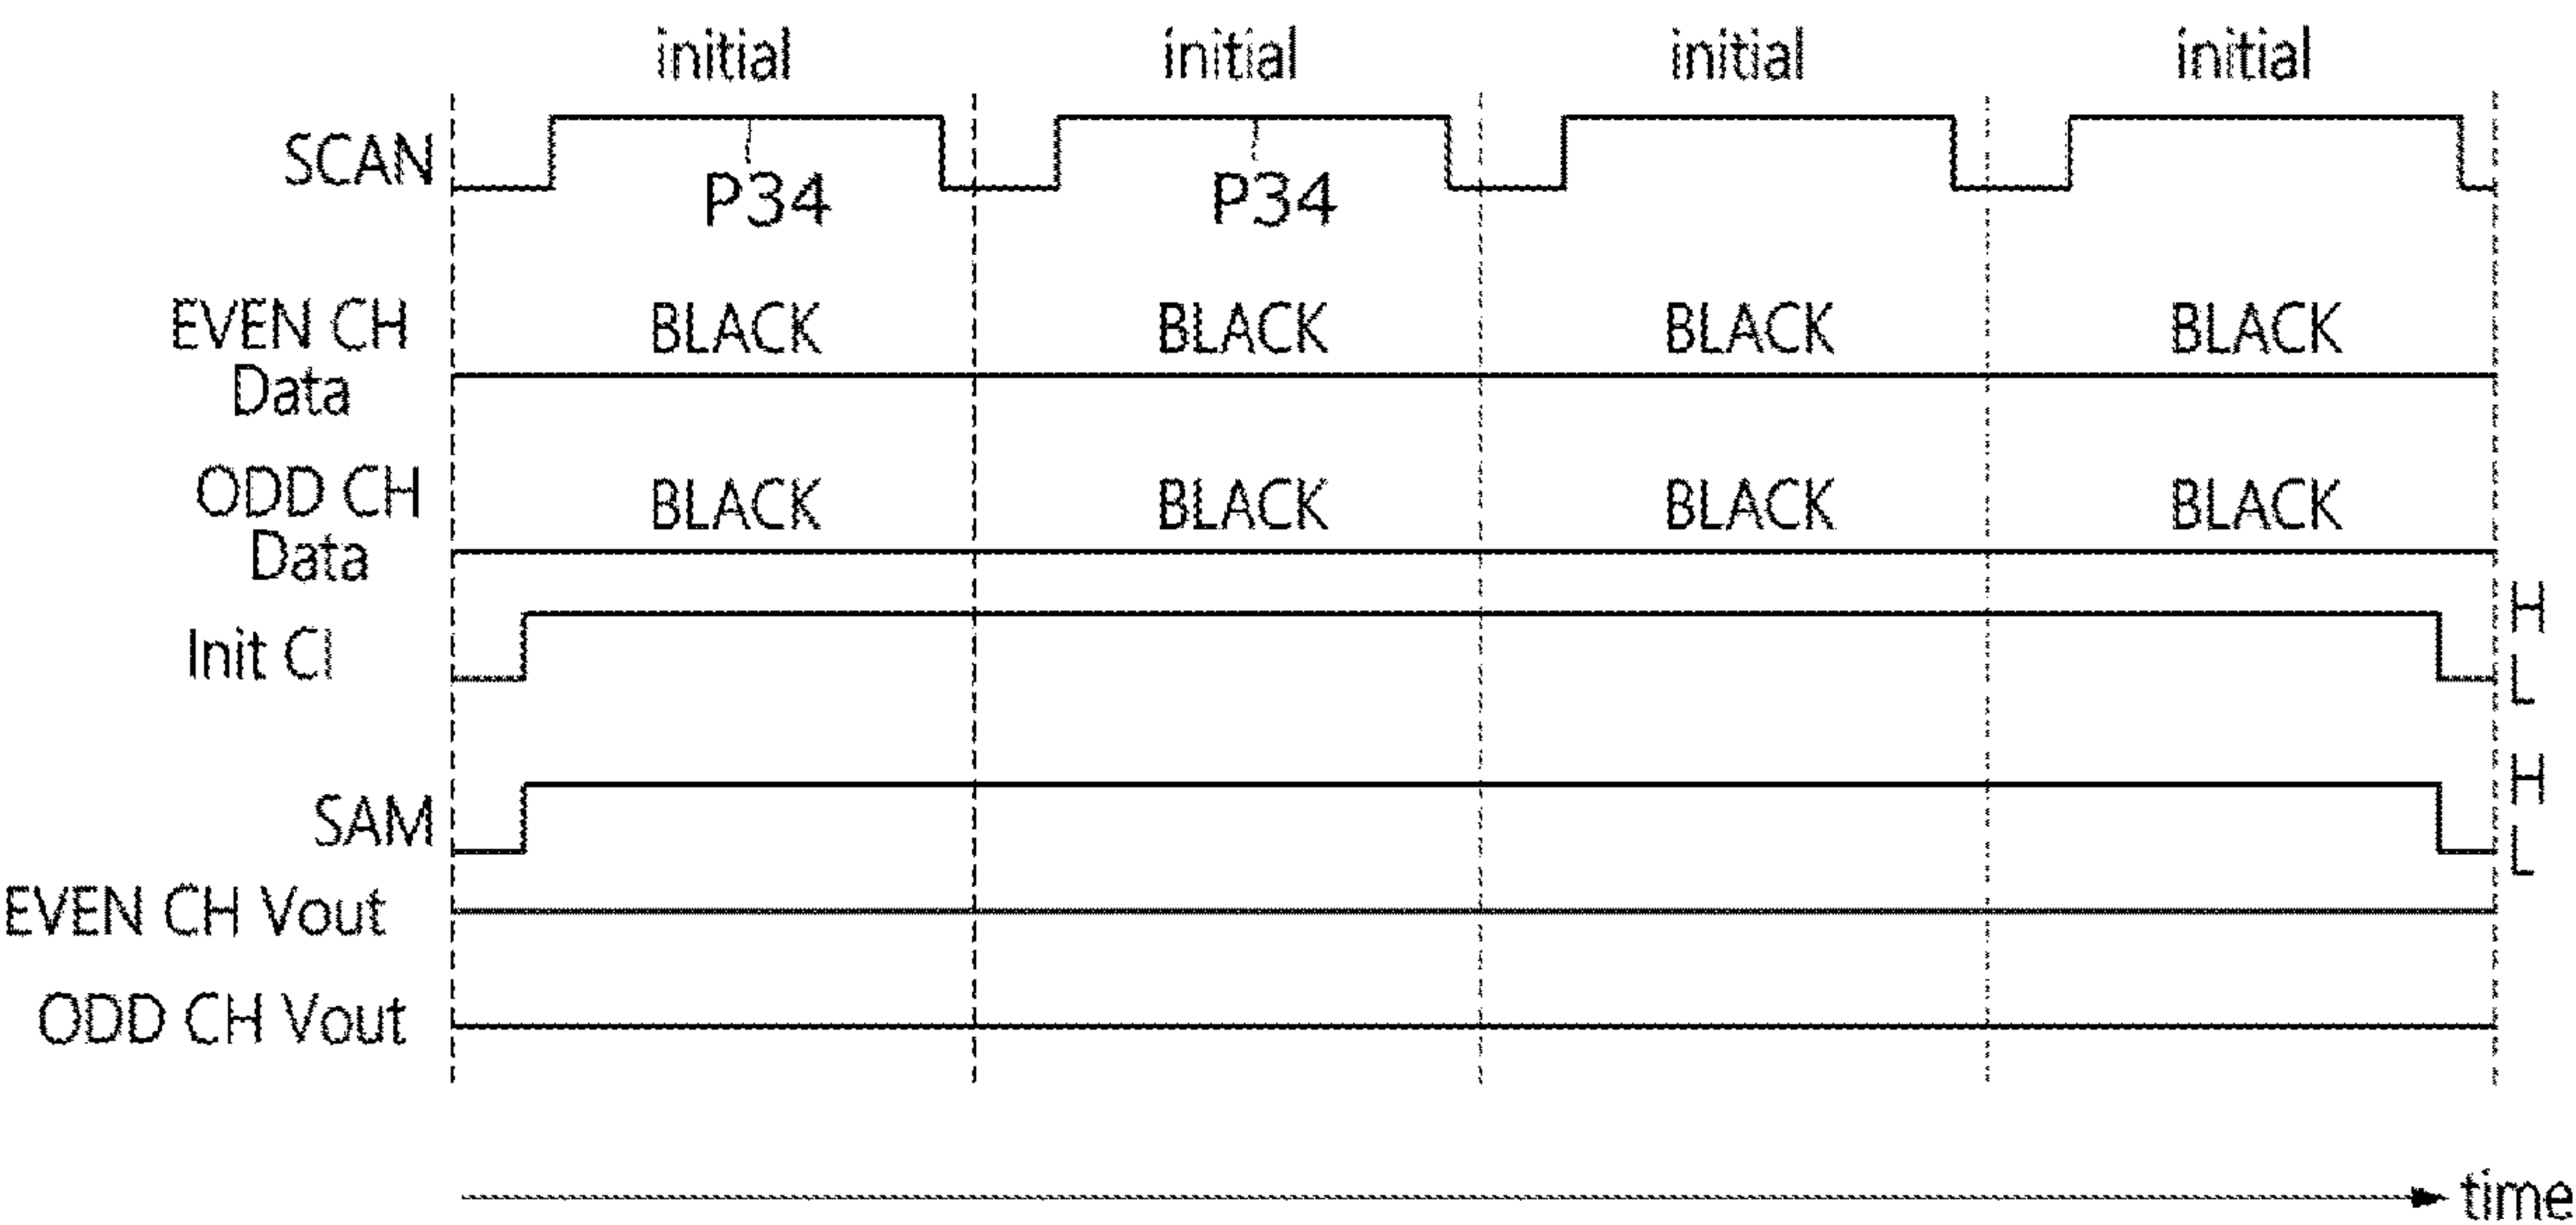 initial initial initial initial
SCAN
P34 P34
EVEN CH BLACK BLACK BLACK BLACK
Data
ODD CH BLACK BLACK BLACK BLACK
Data
H
Init CI
L
H
SAM
L
EVEN CH Vout
ODD CH Vout
time